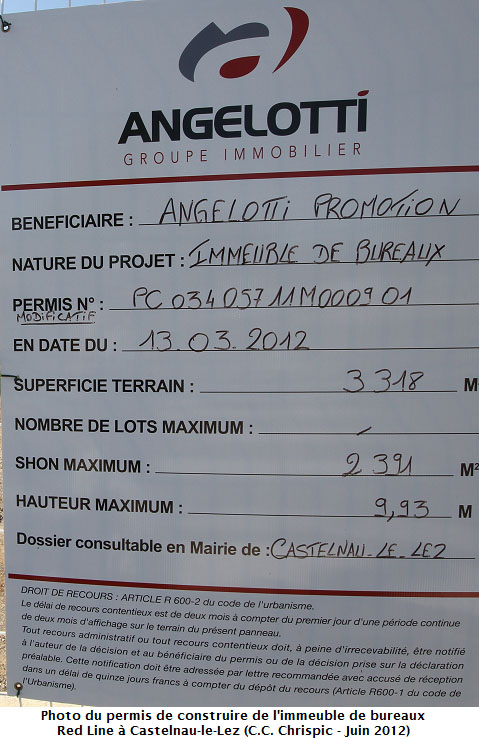 ANGELOTTI
GROUPE IMMOBILIER
BENEFICIAIRE : ANGELOTTI PROMOTION
NATURE DU PROJET : IMMEUBLE DE BUREAUX
PERMIS N° : PC 034 057 11 M0009 01
MODIFICATIF
EN DATE DU : 13.03.2012
SUPERFICIE TERRAIN : 3 318 M
NOMBRE DE LOTS MAXIMUM : -
SHON MAXIMUM : 2 391 M²
HAUTEUR MAXIMUM : 9,93 M
Dossier consultable en Mairie de : CASTELNAU-LE-LEZ
DROIT DE RECOURS : ARTICLE R 600-2 du code de l'urbanisme.
Le délai de recours contentieux est de deux mois à compter du premier jour d'une période continue
de deux mois d'affichage sur le terrain du présent panneau.
Tout recours administratif ou tout recours contentieux doit, à peine d'irrecevabilité, être notifié
à l'auteur de la décision et au bénéficiaire du permis ou de la décision prise sur la déclaration
préalable. Cette notification doit être adressée par lettre recommandée avec accusé de réception
dans un délai de quinze jours francs à compter du dépôt du recours (Article R600-1 du code de
l'Urbanisme).
Photo du permis de construire de l'immeuble de bureaux
Red Line à Castelnau-le-Lez (C.C. Chrispic - Juin 2012)